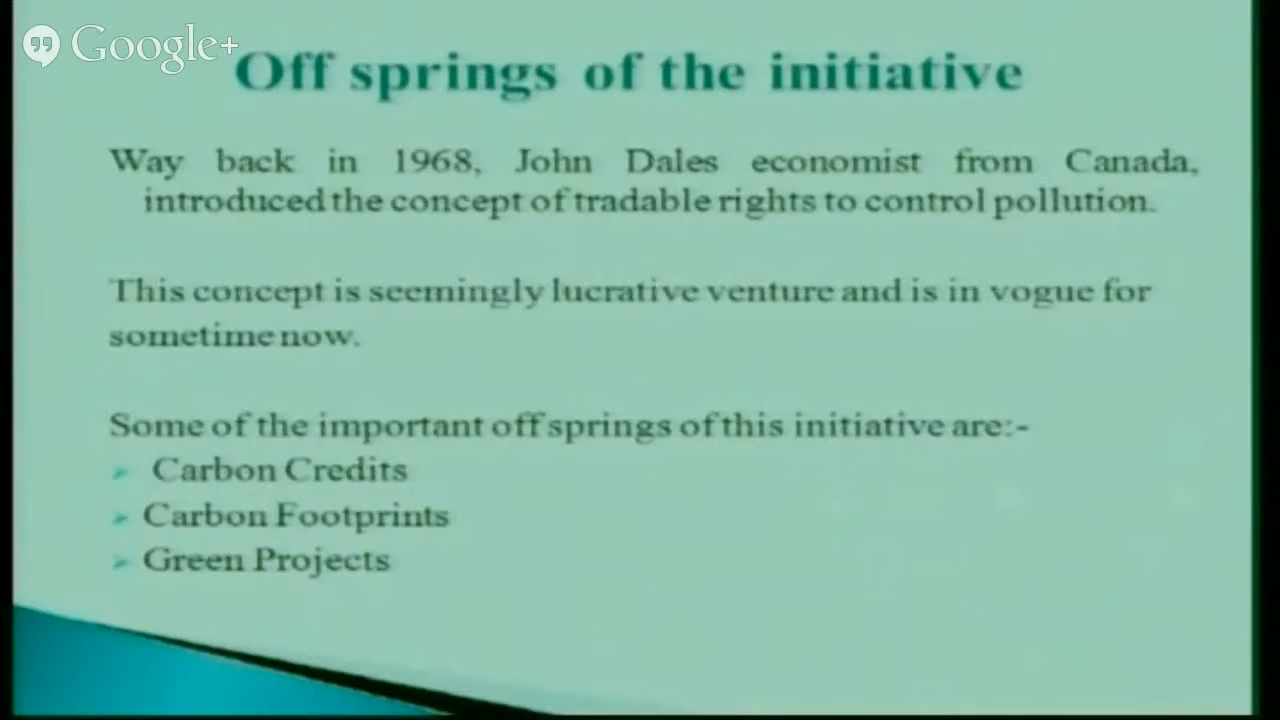 Google+
Off springs of the initiative
Way back in 1968, John Dales economist from Canada,
introduced the concept of tradable rights to control pollution.
This concept is seemingly lucrative venture and is in vogue for
sometime now.
Some of the important off springs of this initiative are:-
Carbon Credits
Carbon Footprints
Green Projects